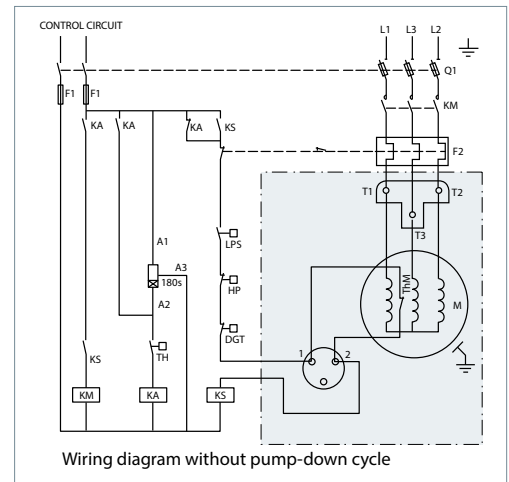 CONTROL CIRCUIT
L1 L3 L2
Q1
F1 F1
KM
KA KA KA KS
F2
T1 T2
T3
A1
LPS
A3
180s
HP
ThM
M
A2
DGT
TH
1 2
KS
KM KA KS
Wiring diagram without pump-down cycle